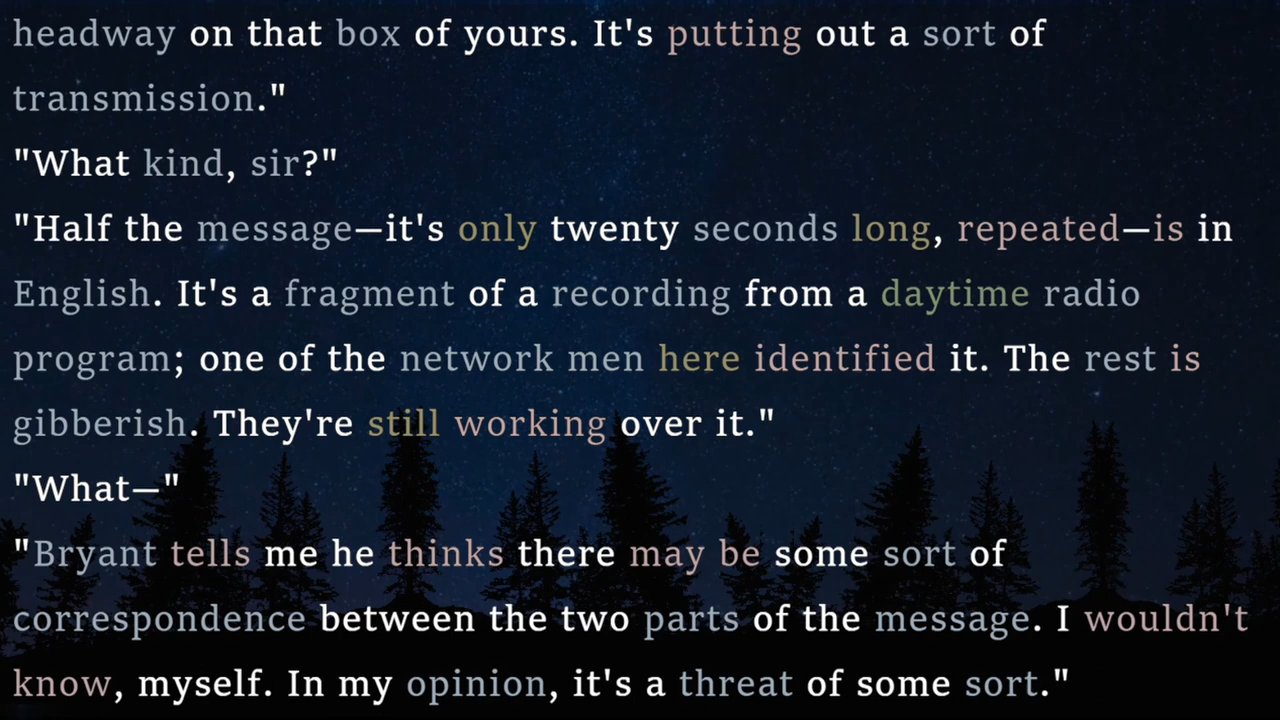 headway on that box of yours. It's putting out a sort of
transmission."
"What kind, sir?"
"Half the message—it's only twenty seconds long, repeated—is in
English. It's a fragment of a recording from a daytime radio
program; one of the network men here identified it. The rest is
gibberish. They're still working over it."
"What—"
"Bryant tells me he thinks there may be some sort of
correspondence between the two parts of the message. I wouldn't
know, myself. In my opinion, it's a threat of some sort."